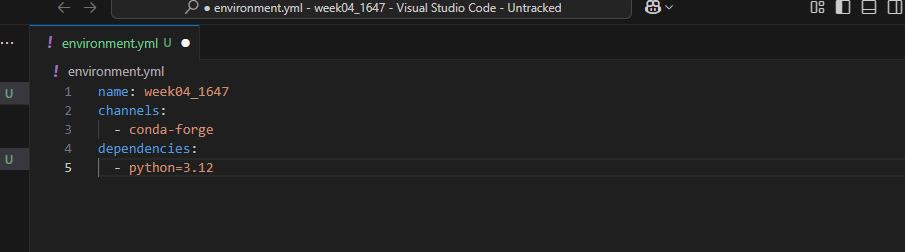 ● environment.yml - week04_1647 - Visual Studio Code - Untracked
... ! environment.yml U ●
! environment.yml
U 1 name: week04_1647
2 channels:
3 - conda-forge
4 dependencies:
U 5 - python=3.12